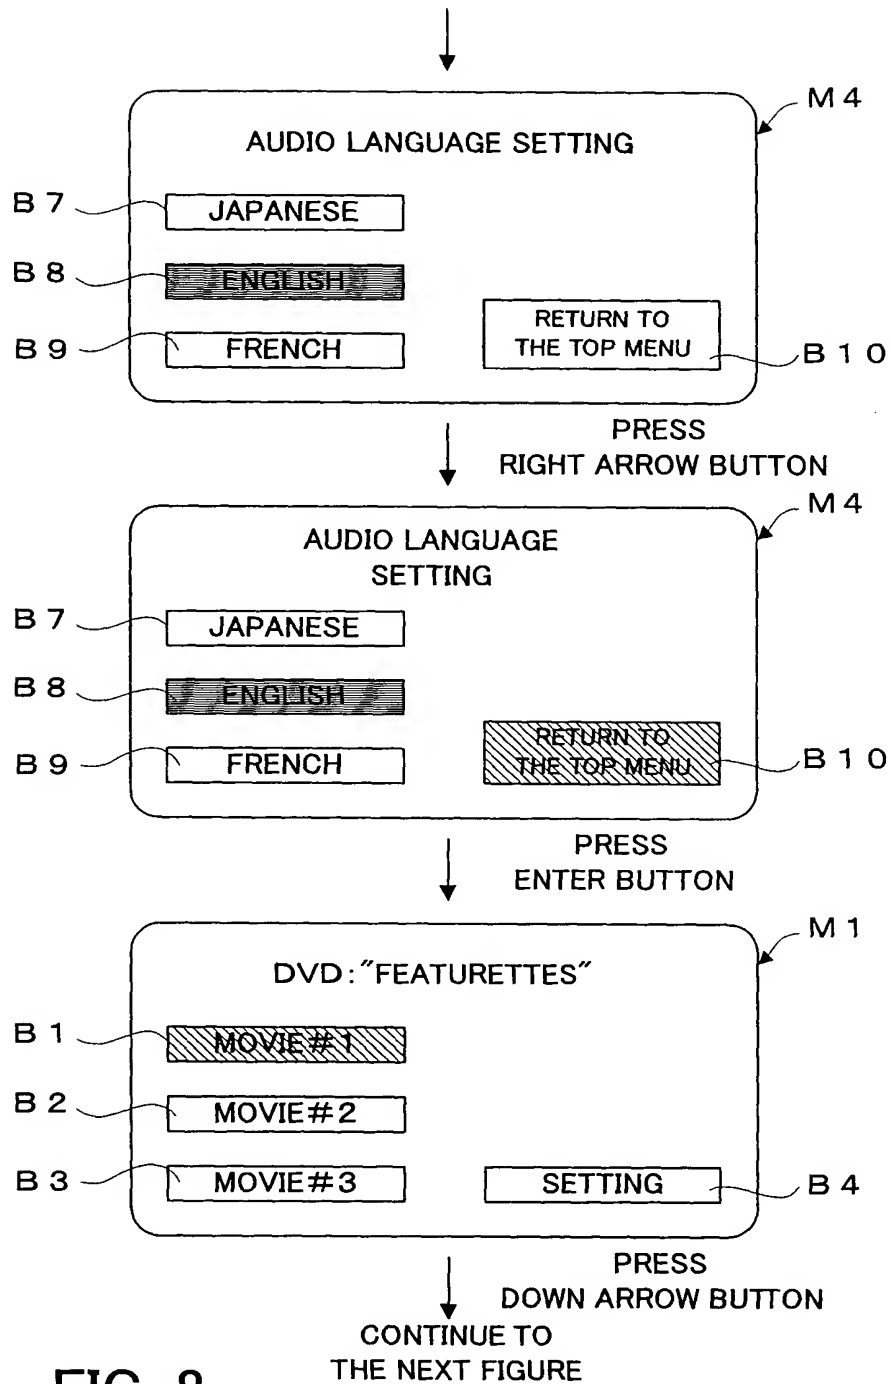 M4
AUDIO LANGUAGE SETTING
B7
JAPANESE
B8
ENGLISH
B9
FRENCH
RETURN TO
THE TOP MENU
B10
PRESS
RIGHT ARROW BUTTON
M4
AUDIO LANGUAGE
SETTING
B7
JAPANESE
B8
ENGLISH
B9
FRENCH
RETURN TO
THE TOP MENU
B10
PRESS
ENTER BUTTON
M1
DVD:"FEATURETTES"
B1
MOVIE#1
B2
MOVIE#2
B3
MOVIE#3
SETTING
B4
PRESS
DOWN ARROW BUTTON
CONTINUE TO
THE NEXT FIGURE